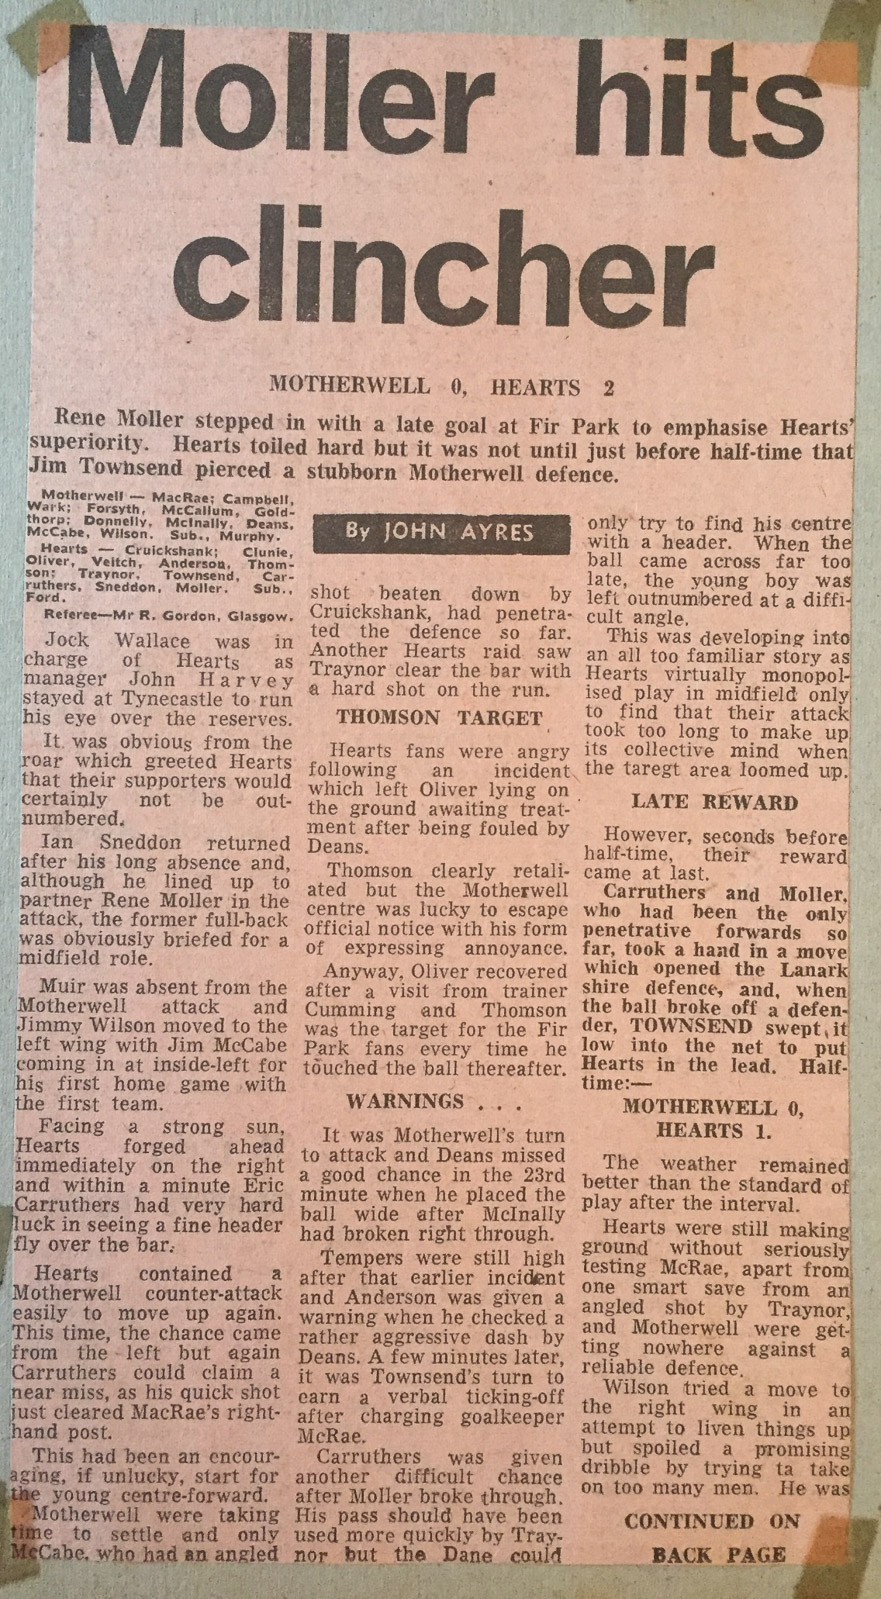 Moller hits
clincher
MOTHERWELL 0, HEARTS 2
Rene Moller stepped in with a late goal at Fir Park to emphasise Hearts'
superiority. Hearts toiled hard but it was not until just before half-time that
Jim Townsend pierced a stubborn Motherwell defence.
Motherwell — MacRae; Campbell,
Wark; Forsyth, McCallum, Gold-
thorp; Donnelly, McInally, Deans,
McCabe, Wilson. Sub., Murphy.
Hearts — Cruickshank; Clunie,
Oliver, Veitch, Anderson, Thom-
son; Traynor, Townsend, Car-
ruthers, Sneddon, Moller. Sub.,
Ford.
Referee—Mr R. Gordon, Glasgow.
Jock Wallace was in
charge of Hearts as
manager John Harvey
stayed at Tynecastle to run
his eye over the reserves.
It was obvious from the
roar which greeted Hearts
that their supporters would
certainly not be out-
numbered.
Ian Sneddon returned
after his long absence and,
although he lined up to
partner Rene Moller in the
attack, the former full-back
was obviously briefed for a
midfield role.
Muir was absent from the
Motherwell attack and
Jimmy Wilson moved to the
left wing with Jim McCabe
coming in at inside-left for
his first home game with
the first team.
Facing a strong sun,
Hearts forged ahead
immediately on the right
and within a minute Eric
Carruthers had very hard
luck in seeing a fine header
fly over the bar.
Hearts contained a
Motherwell counter-attack
easily to move up again.
This time, the chance came
from the left but again
Carruthers could claim a
near miss, as his quick shot
just cleared MacRae's right-
hand post.
This had been an encour-
aging, if unlucky, start for
the young centre-forward.
Motherwell were taking
time to settle and only
McCabe, who had an angled
By JOHN AYRES
shot beaten down by
Cruickshank, had penetra-
ted the defence so far.
Another Hearts raid saw
Traynor clear the bar with
a hard shot on the run.
THOMSON TARGET
Hearts fans were angry
following an incident
which left Oliver lying on
the ground awaiting treat-
ment after being fouled by
Deans.
Thomson clearly retali-
ated but the Motherwell
centre was lucky to escape
official notice with his form
of expressing annoyance.
Anyway, Oliver recovered
after a visit from trainer
Cumming and Thomson
was the target for the Fir
Park fans every time he
touched the ball thereafter.
WARNINGS . . .
It was Motherwell's turn
to attack and Deans missed
a good chance in the 23rd
minute when he placed the
ball wide after McInally
had broken right through.
Tempers were still high
after that earlier incident
and Anderson was given a
warning when he checked a
rather aggressive dash by
Deans. A few minutes later,
it was Townsend's turn to
earn a verbal ticking-off
after charging goalkeeper
McRae.
Carruthers was given
another difficult chance
after Moller broke through.
His pass should have been
used more quickly by Tray-
nor but the Dane could
only try to find his centre
with a header. When the
ball came across far too
late, the young boy was
left outnumbered at a diffi-
cult angle.
This was developing into
an all too familiar story as
Hearts virtually monopol-
ised play in midfield only
to find that their attack
took too long to make up
its collective mind when
the taregt area loomed up.
LATE REWARD
However, seconds before
half-time, their reward
came at last.
Carruthers and Moller,
who had been the only
penetrative forwards so
far, took a hand in a move
which opened the Lanark
shire defence, and, when
the ball broke off a defen-
der, TOWNSEND swept it
low into the net to put
Hearts in the lead. Half-
time:—
MOTHERWELL 0,
HEARTS 1.
The weather remained
better than the standard of
play after the interval.
Hearts were still making
ground without seriously
testing McRae, apart from
one smart save from an
angled shot by Traynor,
and Motherwell were get-
ting nowhere against a
reliable defence.
Wilson tried a move to
the right wing in an
attempt to liven things up
but spoiled a promising
dribble by trying ta take
on too many men. He was
CONTINUED ON
BACK PAGE